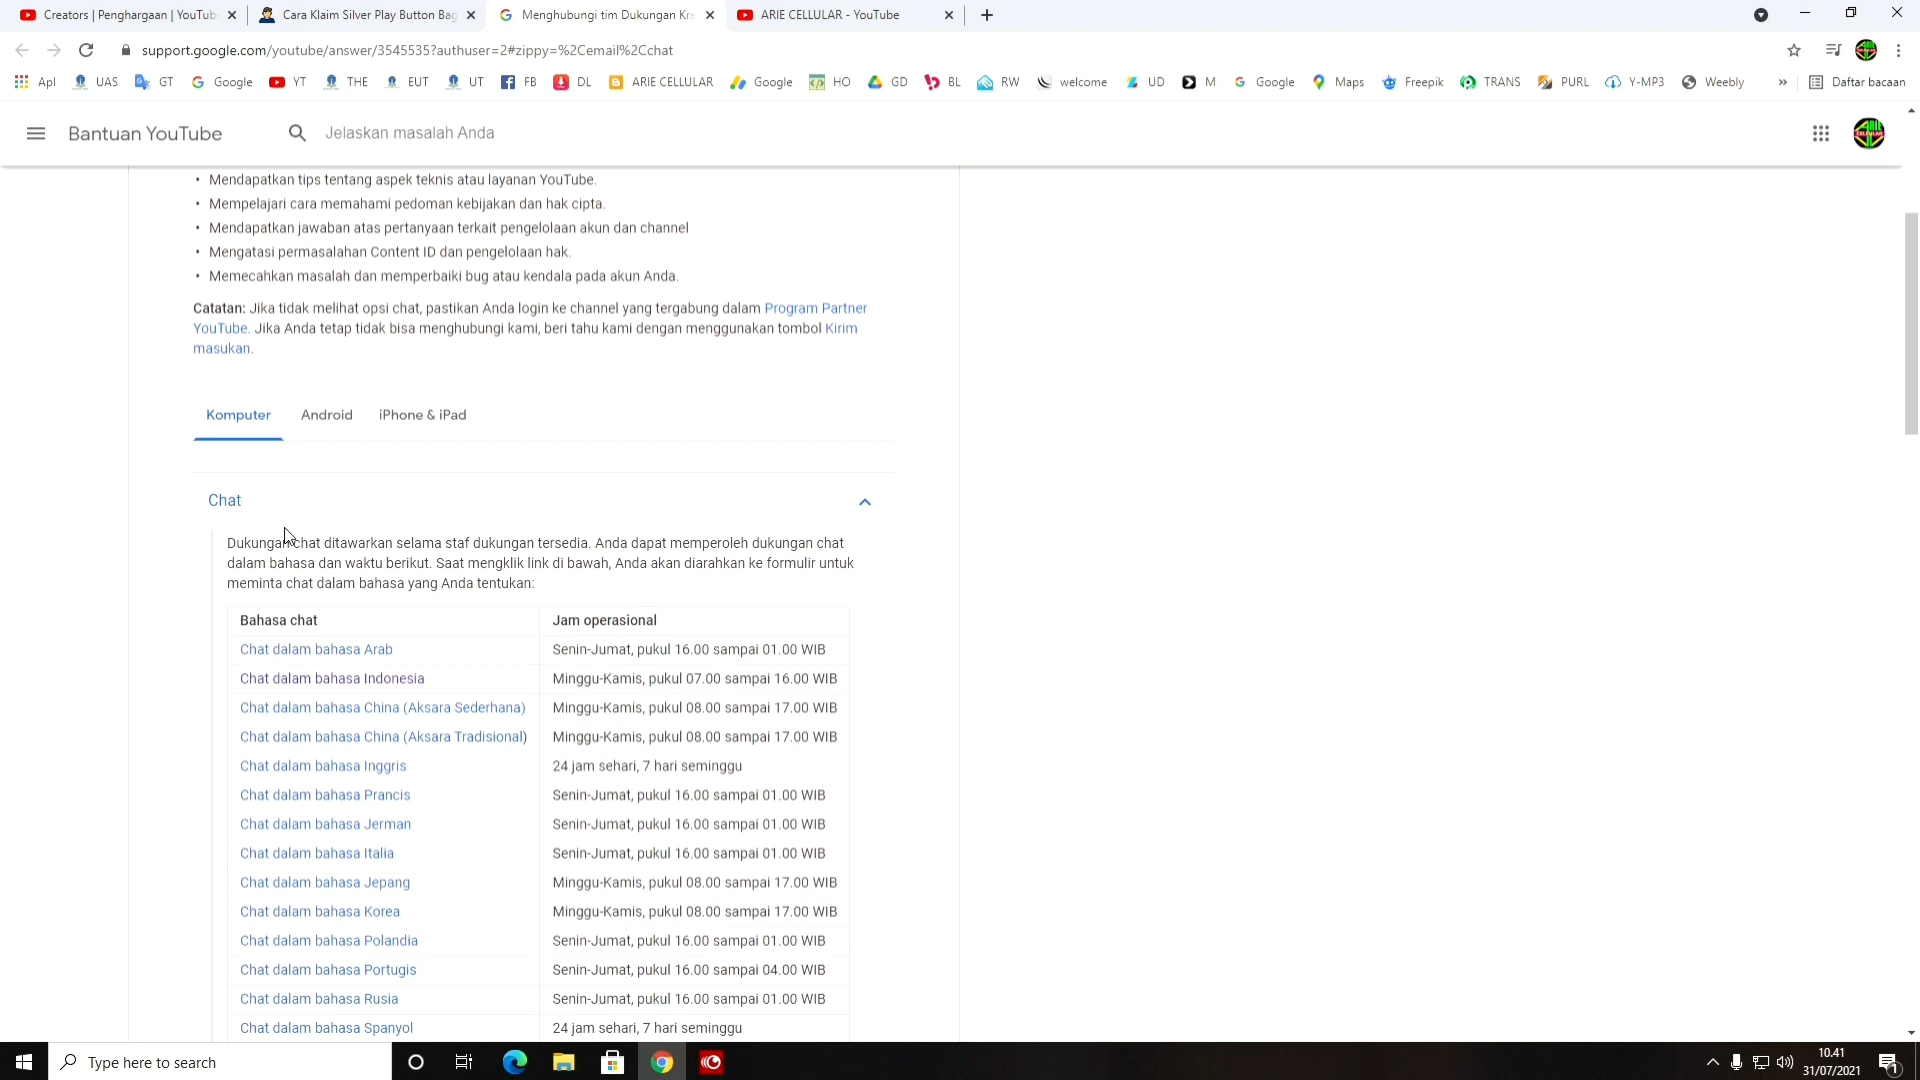 Creators | Penghargaan | YouTub
Cara Klaim Silver Play Button Bag
Menghubungi tim Dukungan Kre
ARIE CELLULAR - YouTube
support.google.com/youtube/answer/3545535?authuser=2#zippy=%2Cemail%2Cchat
Apl UAS GT Google YT THE EUT UT FB DL ARIE CELLULAR Google HO GD BL RW welcome UD M Google Maps Freepik TRANS PURL Y-MP3 Weebly » Daftar bacaan
Bantuan YouTube
Jelaskan masalah Anda
• Mendapatkan tips tentang aspek teknis atau layanan YouTube.
• Mempelajari cara memahami pedoman kebijakan dan hak cipta.
• Mendapatkan jawaban atas pertanyaan terkait pengelolaan akun dan channel
• Mengatasi permasalahan Content ID dan pengelolaan hak.
• Memecahkan masalah dan memperbaiki bug atau kendala pada akun Anda.
Catatan: Jika tidak melihat opsi chat, pastikan Anda login ke channel yang tergabung dalam Program Partner
YouTube. Jika Anda tetap tidak bisa menghubungi kami, beri tahu kami dengan menggunakan tombol Kirim
masukan.
Komputer Android iPhone & iPad
Chat
Dukungan chat ditawarkan selama staf dukungan tersedia. Anda dapat memperoleh dukungan chat
dalam bahasa dan waktu berikut. Saat mengklik link di bawah, Anda akan diarahkan ke formulir untuk
meminta chat dalam bahasa yang Anda tentukan:
Bahasa chat Jam operasional
Chat dalam bahasa Arab Senin-Jumat, pukul 16.00 sampai 01.00 WIB
Chat dalam bahasa Indonesia Minggu-Kamis, pukul 07.00 sampai 16.00 WIB
Chat dalam bahasa China (Aksara Sederhana) Minggu-Kamis, pukul 08.00 sampai 17.00 WIB
Chat dalam bahasa China (Aksara Tradisional) Minggu-Kamis, pukul 08.00 sampai 17.00 WIB
Chat dalam bahasa Inggris 24 jam sehari, 7 hari seminggu
Chat dalam bahasa Prancis Senin-Jumat, pukul 16.00 sampai 01.00 WIB
Chat dalam bahasa Jerman Senin-Jumat, pukul 16.00 sampai 01.00 WIB
Chat dalam bahasa Italia Senin-Jumat, pukul 16.00 sampai 01.00 WIB
Chat dalam bahasa Jepang Minggu-Kamis, pukul 08.00 sampai 17.00 WIB
Chat dalam bahasa Korea Minggu-Kamis, pukul 08.00 sampai 17.00 WIB
Chat dalam bahasa Polandia Senin-Jumat, pukul 16.00 sampai 01.00 WIB
Chat dalam bahasa Portugis Senin-Jumat, pukul 16.00 sampai 04.00 WIB
Chat dalam bahasa Rusia Senin-Jumat, pukul 16.00 sampai 01.00 WIB
Chat dalam bahasa Spanyol 24 jam sehari, 7 hari seminggu
Type here to search
10.41
31/07/2021
1